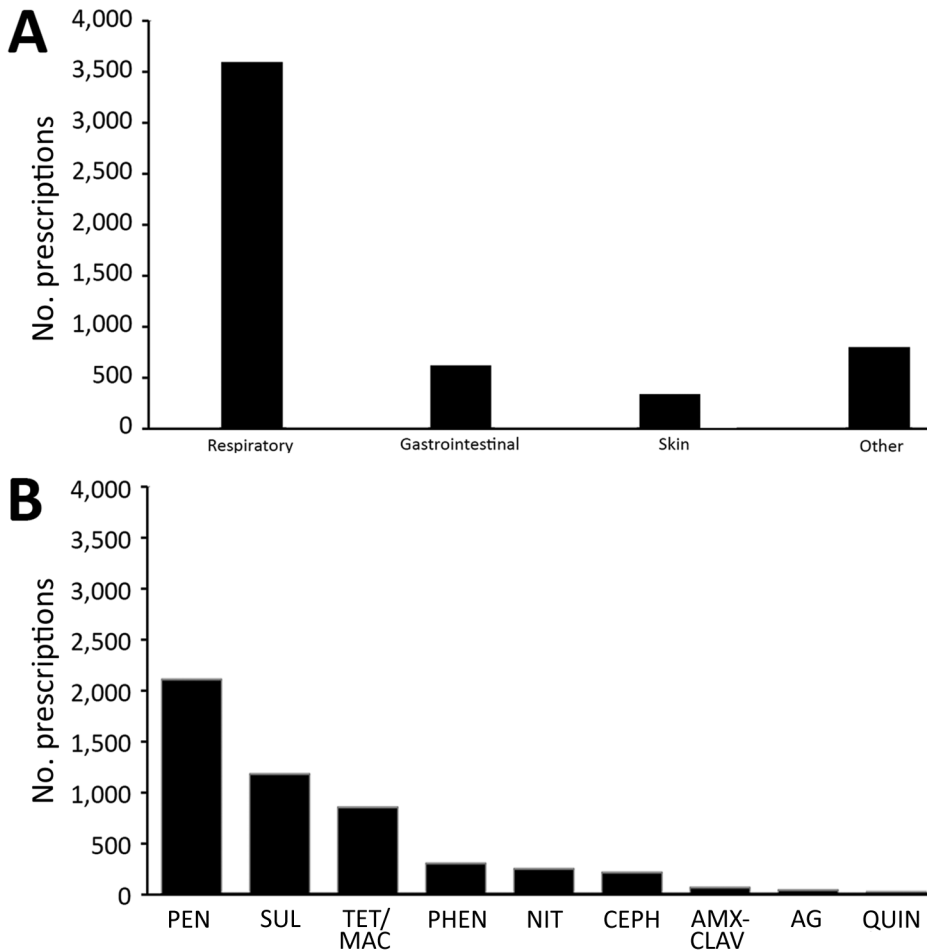 A
4,000
3,500
3,000
2,500
2,000
1,500
1,000
500
0
No. prescriptions
Respiratory Gastrointestinal Skin Other
B
4,000
3,500
3,000
2,500
2,000
1,500
1,000
500
0
No. prescriptions
PEN SUL TET/ PHEN NIT CEPH AMX- AG QUIN
MAC CLAV